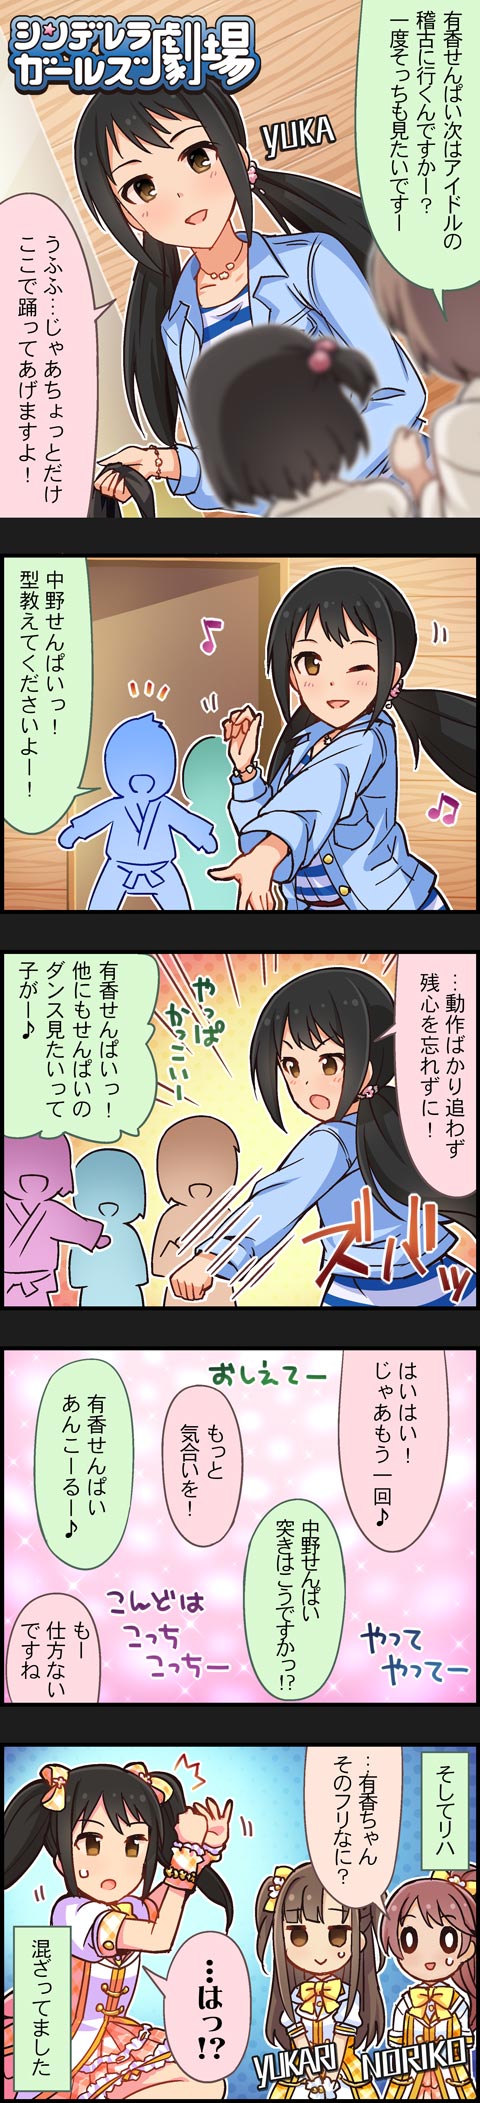 シンデレラ
ガールズ劇場
有香せんぱい次はアイドルの
稽古に行くんですかー？
一度そっちも見たいですー
YUKA
うふふ…じゃあちょっとだけ
ここで踊ってあげますよ！
中野せんぱいっ！
型教えてくださいよー！
…動作ばかり追わず
残心を忘れずに！
やっぱ
かっこいー
有香せんぱいっ！
他にもせんぱいの
ダンス見たいって
子がー♪
ズバッ
はいはい！
じゃあもう一回♪
おしえてー
もっと
気合いを！
有香せんぱい
あんこーるー♪
中野せんぱい
突きはこうですかっ!?
やって
やってー
こんどは
こっち
こっちー
もー
仕方ない
ですね
そしてリハ
…有香ちゃん
そのフリなに？
YUKARI
NORIKO
…はっ!?
混ざってました